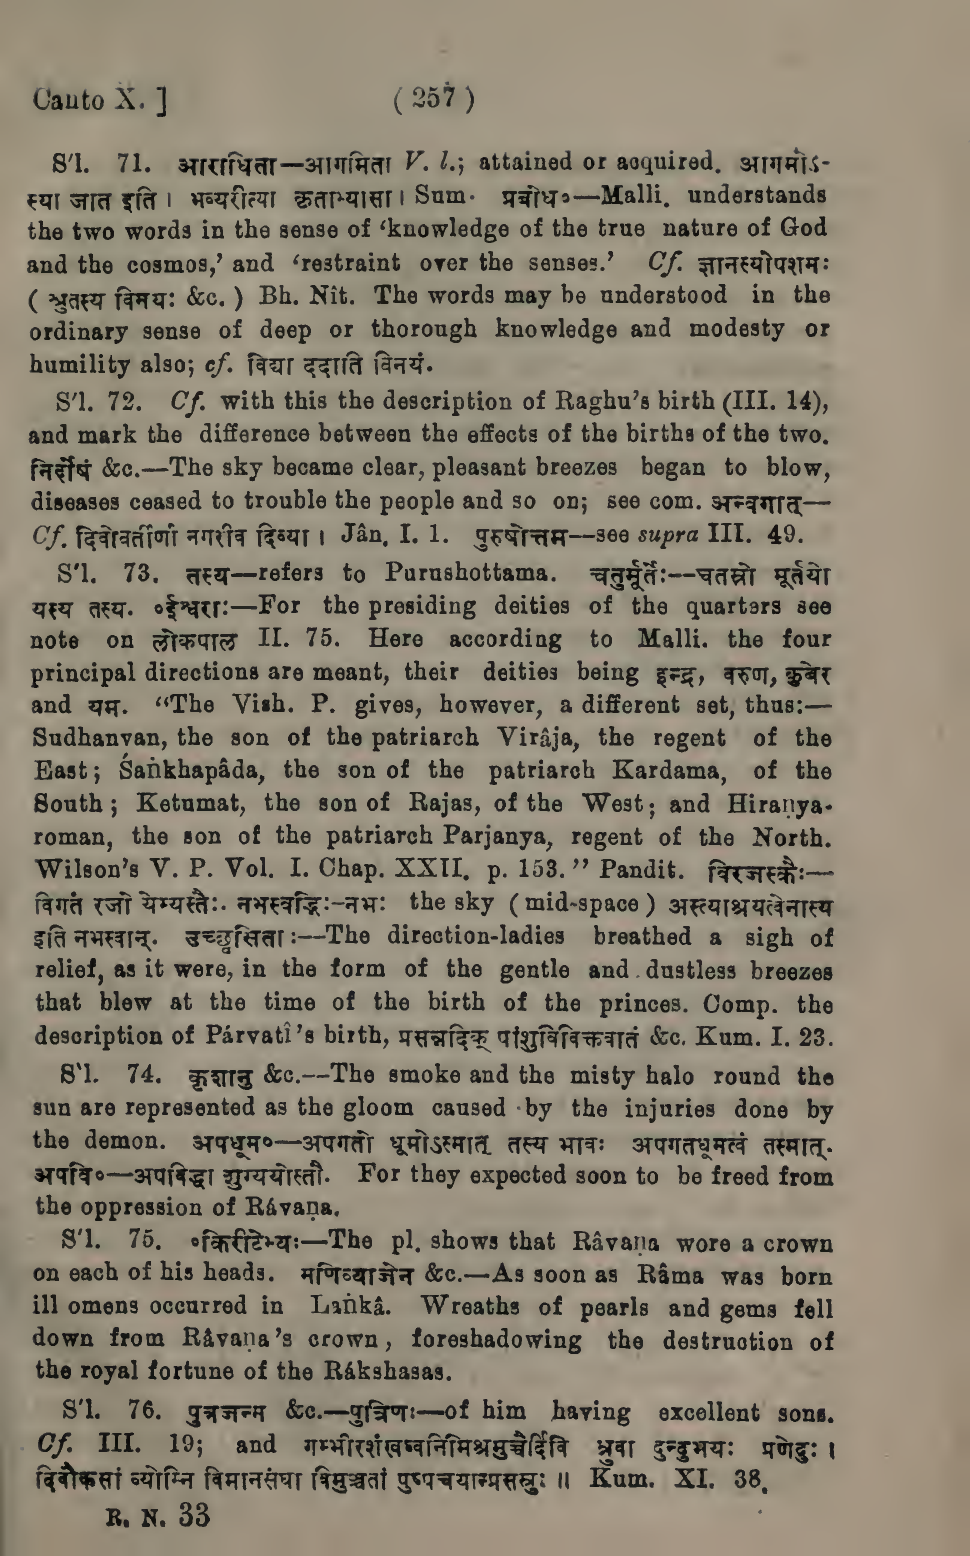 Canto X. ] ( 257 )
S'l. 71. आराधिता—आगमिता V. l.; attained or acquired. आगमोऽ-
स्या जात इति । भव्यरीत्या कृताभ्यासा । Sum. प्रबोध०—Malli. understands
the two words in the sense of ‘knowledge of the true nature of God
and the cosmos,’ and ‘restraint over the senses.’ Cf. ज्ञानस्योपशमः
( श्रुतस्य विनयः &c. ) Bh. Nit. The words may be understood in the
ordinary sense of deep or thorough knowledge and modesty or
humility also; cf. विद्या ददाति विनयं.
S'l. 72. Cf. with this the description of Raghu's birth (III. 14),
and mark the difference between the effects of the births of the two.
निर्दोषं &c.—The sky became clear, pleasant breezes began to blow,
diseases ceased to trouble the people and so on; see com. अन्वगात्—
Cf. दिवोवतीर्णा नगरीव दिव्या । Jân. I. 1. पुरुषोत्तम—see supra III. 49.
S'l. 73. तस्य—refers to Purushottama. चतुर्मूर्तेः—चतस्रो मूर्तयो
यस्य तस्य. ०ईश्वराः—For the presiding deities of the quarters see
note on लोकपाल II. 75. Here according to Malli. the four
principal directions are meant, their deities being इन्द्र, वरुण, कुबेर
and यम. “The Vish. P. gives, however, a different set, thus:—
Sudhanvan, the son of the patriarch Virâja, the regent of the
East; Śaṅkhapâda, the son of the patriarch Kardama, of the
South; Ketumat, the son of Rajas, of the West; and Hiraṇya-
roman, the son of the patriarch Parjanya, regent of the North.
Wilson's V. P. Vol. I. Chap. XXII. p. 153.” Pandit. विरजस्कैः—
विगतं रजो येभ्यस्तैः. नभस्वद्भिः-नभः the sky ( mid-space ) अस्त्याश्रयत्वेनास्य
इति नभस्वान्. उच्छ्वसिताः—The direction-ladies breathed a sigh of
relief, as it were, in the form of the gentle and dustless breezes
that blew at the time of the birth of the princes. Comp. the
description of Párvatî's birth, प्रसन्नदिक् पांशुविविक्तवातं &c. Kum. I. 23.
S'l. 74. कृशानु &c.--The smoke and the misty halo round the
sun are represented as the gloom caused by the injuries done by
the demon. अपधूम०—अपगतो धूमोऽस्मात् तस्य भावः अपगतधूमत्वं तस्मात्.
अपवि०—अपविद्धा शुग्ययोस्तौ. For they expected soon to be freed from
the oppression of Rávaṇa.
S'l. 75. ०किरीटेभ्यः—The pl. shows that Râvaṇa wore a crown
on each of his heads. मणिव्याजेन &c.—As soon as Râma was born
ill omens occurred in Laṅkâ. Wreaths of pearls and gems fell
down from Râvaṇa's crown, foreshadowing the destruction of
the royal fortune of the Rákshasas.
S'l. 76. पुत्रजन्म &c.—पुत्रिणः—of him having excellent sons.
Cf. III. 19; and गम्भीरशंखध्वनिमिश्रमुच्चैर्दिवि ध्रुवा दुन्दुभयः प्रणेदुः ।
दिवौकसां व्योम्नि विमानसंघा विमुञ्चतां पुष्पचयान्प्रसस्रुः ॥ Kum. XI. 38.
R. N. 33